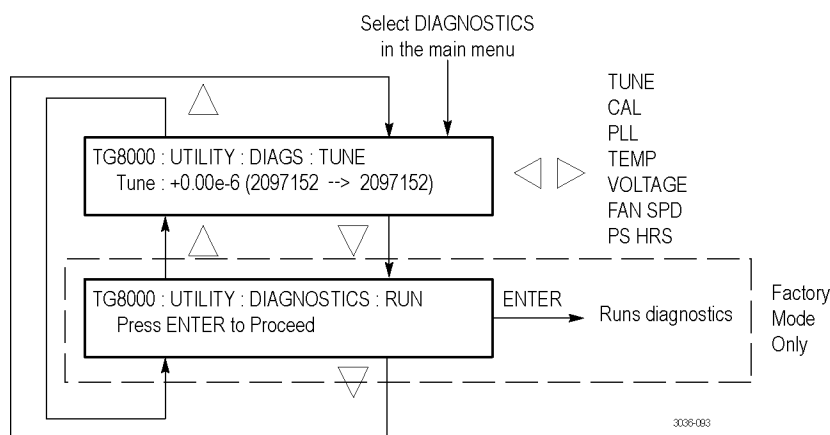 Select DIAGNOSTICS
in the main menu
TG8000 : UTILITY : DIAGS : TUNE
Tune : +0.00e-6 (2097152 --> 2097152)
TUNE
CAL
PLL
TEMP
VOLTAGE
FAN SPD
PS HRS
TG8000 : UTILITY : DIAGNOSTICS : RUN
Press ENTER to Proceed
ENTER
Runs diagnostics
Factory
Mode
Only
3036-093